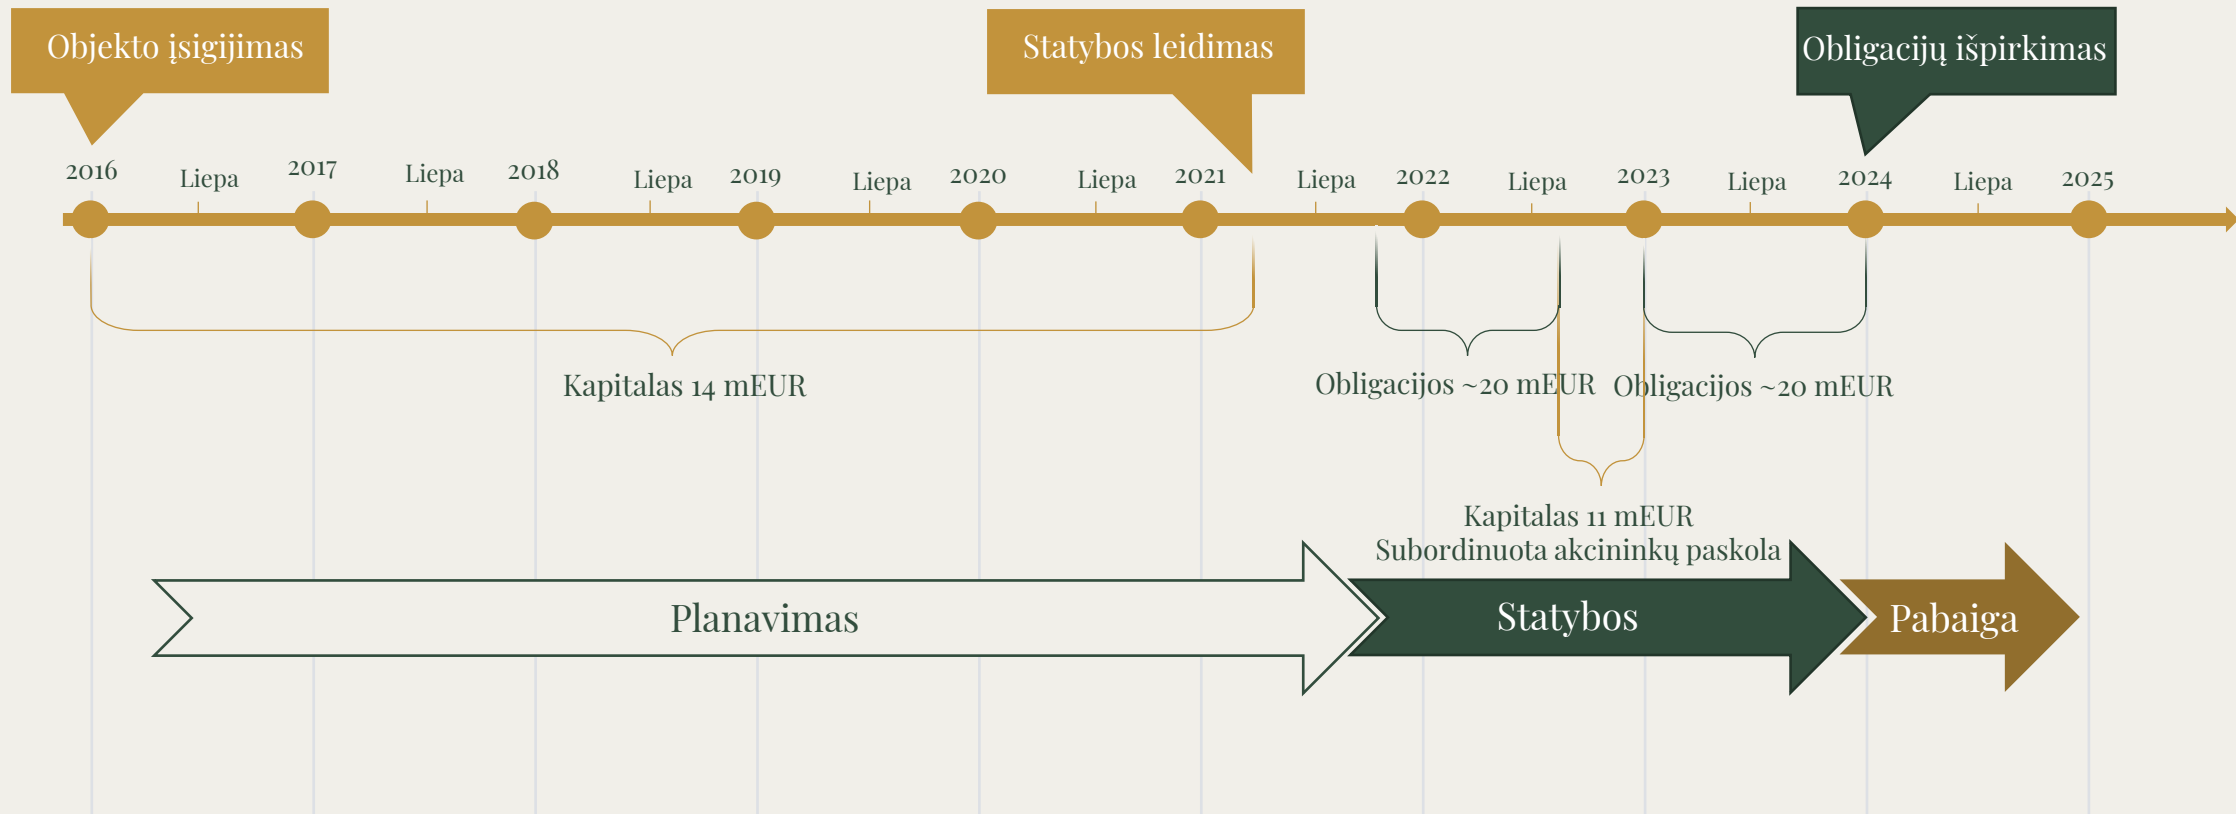 Objekto įsigijimas
Statybos leidimas
Obligacijų išpirkimas
2016 Liepa 2017 Liepa 2018 Liepa 2019 Liepa 2020 Liepa 2021 Liepa 2022 Liepa 2023 Liepa 2024 Liepa 2025
Kapitalas 14 mEUR
Obligacijos ~20 mEUR
Obligacijos ~20 mEUR
Kapitalas 11 mEUR
Subordinuota akcininkų paskola
Planavimas
Statybos
Pabaiga